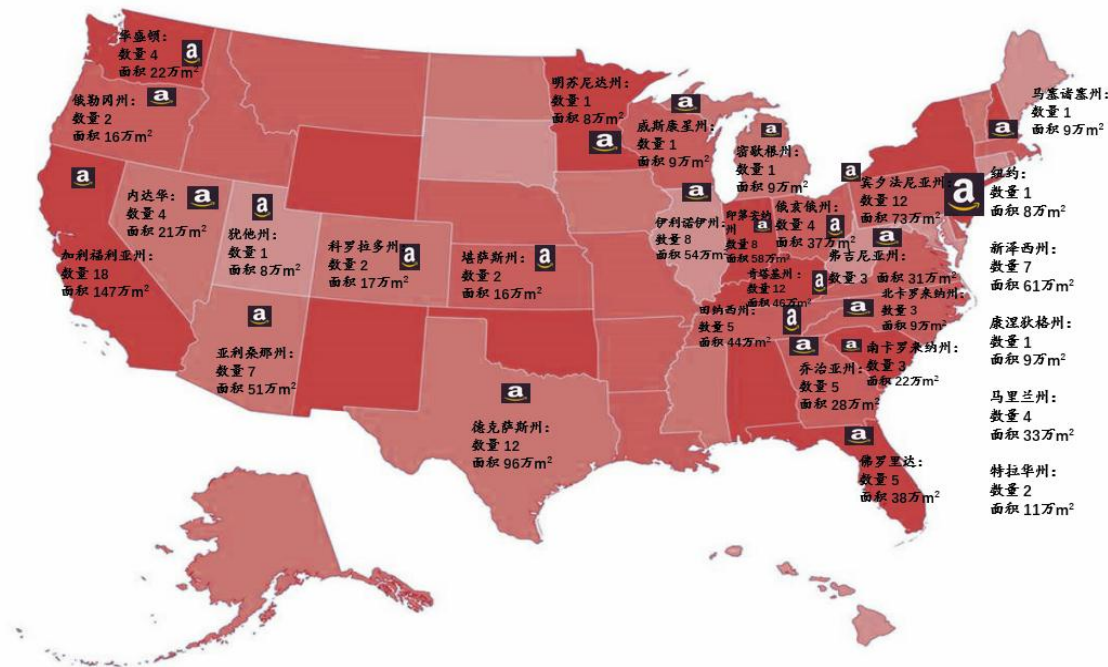 华盛顿：
数量 4
面积 22万m²
俄勒冈州：
数量 2
面积 16万m²
加利福利亚州：
数量 18
面积 147万m²
内达华：
数量 4
面积 21万m²
犹他州：
数量 1
面积 8万m²
科罗拉多州
数量 2
面积 17万m²
亚利桑那州：
数量 7
面积 51万m²
堪萨斯州：
数量 2
面积 16万m²
德克萨斯州：
数量 12
面积 96万m²
明苏尼达州：
数量 1
面积 8万m²
威斯康星州：
数量 1
面积 9万m²
密歇根州：
数量 1
面积 9万m²
伊利诺伊州：
数量 8
面积 54万m²
印第安纳
州
数量 8
面积 58万m²
俄亥俄州：
数量 4
面积 37万m²
肯塔基州：
数量 12
面积 46万m²
田纳西州：
数量 5
面积 44万m²
宾夕法尼亚州：
数量 12
面积 73万m²
弗吉尼亚州：
数量 3 面积 31万m²
北卡罗来纳州：
数量 3
面积 9万m²
南卡罗来纳州：
数量 3
面积 22万m²
乔治亚州：
数量 5
面积 28万m²
佛罗里达：
数量 5
面积 38万m²
马塞诸塞州：
数量 1
面积 9万m²
纽约：
数量 1
面积 8万m²
新泽西州：
数量 7
面积 61万m²
康涅狄格州：
数量 1
面积 9万m²
马里兰州：
数量 4
面积 33万m²
特拉华州：
数量 2
面积 11万m²